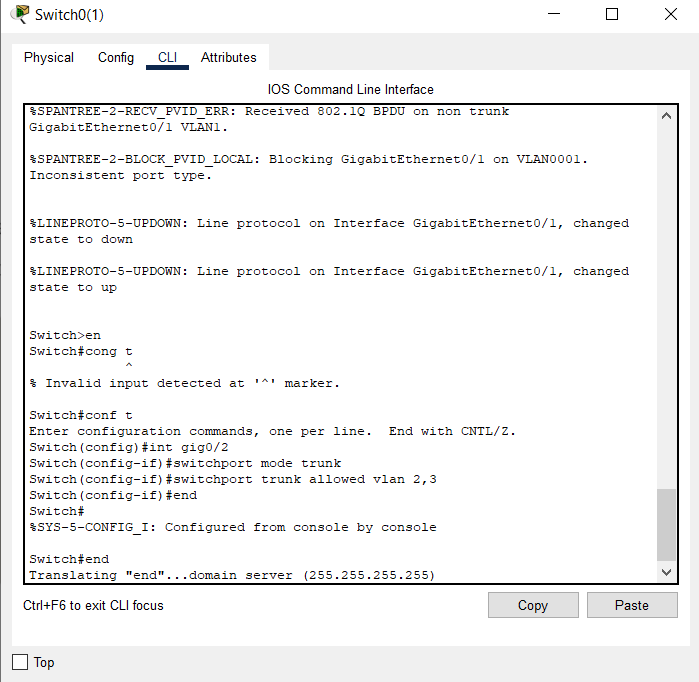 Switch0(1)
Physical Config CLI Attributes
IOS Command Line Interface
%SPANTREE-2-RECV_PVID_ERR: Received 802.1Q BPDU on non trunk
GigabitEthernet0/1 VLAN1.
%SPANTREE-2-BLOCK_PVID_LOCAL: Blocking GigabitEthernet0/1 on VLAN0001.
Inconsistent port type.
%LINEPROTO-5-UPDOWN: Line protocol on Interface GigabitEthernet0/1, changed
state to down
%LINEPROTO-5-UPDOWN: Line protocol on Interface GigabitEthernet0/1, changed
state to up
Switch>en
Switch#cong t
^
% Invalid input detected at '^' marker.
Switch#conf t
Enter configuration commands, one per line.  End with CNTL/Z.
Switch(config)#int gig0/2
Switch(config-if)#switchport mode trunk
Switch(config-if)#switchport trunk allowed vlan 2,3
Switch(config-if)#end
Switch#
%SYS-5-CONFIG_I: Configured from console by console
Switch#end
Translating "end"...domain server (255.255.255.255)
Ctrl+F6 to exit CLI focus
Copy Paste
Top